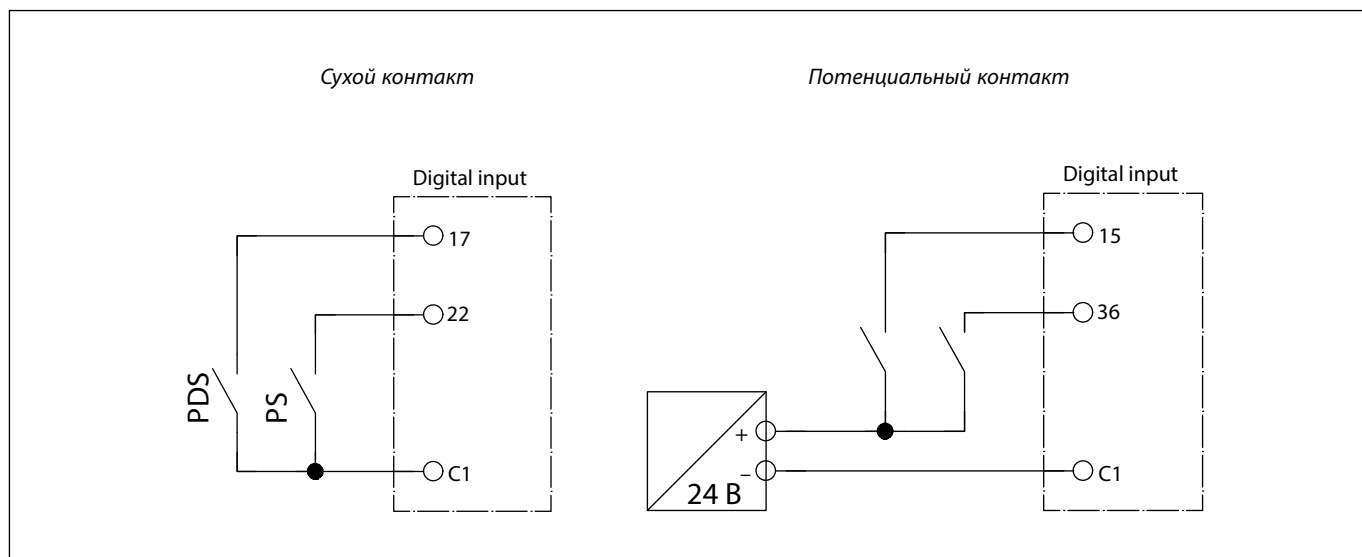 Сухой контакт
Потенциальный контакт
Digital input
17
22
PDS
PS
C1
Digital input
15
36
+
–
24 В
C1